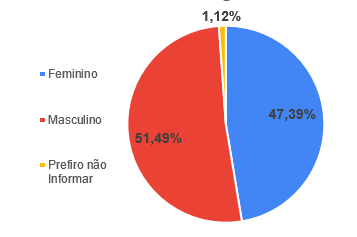 1,12%
Feminino
47,39%
Masculino
51,49%
Prefiro não
Informar